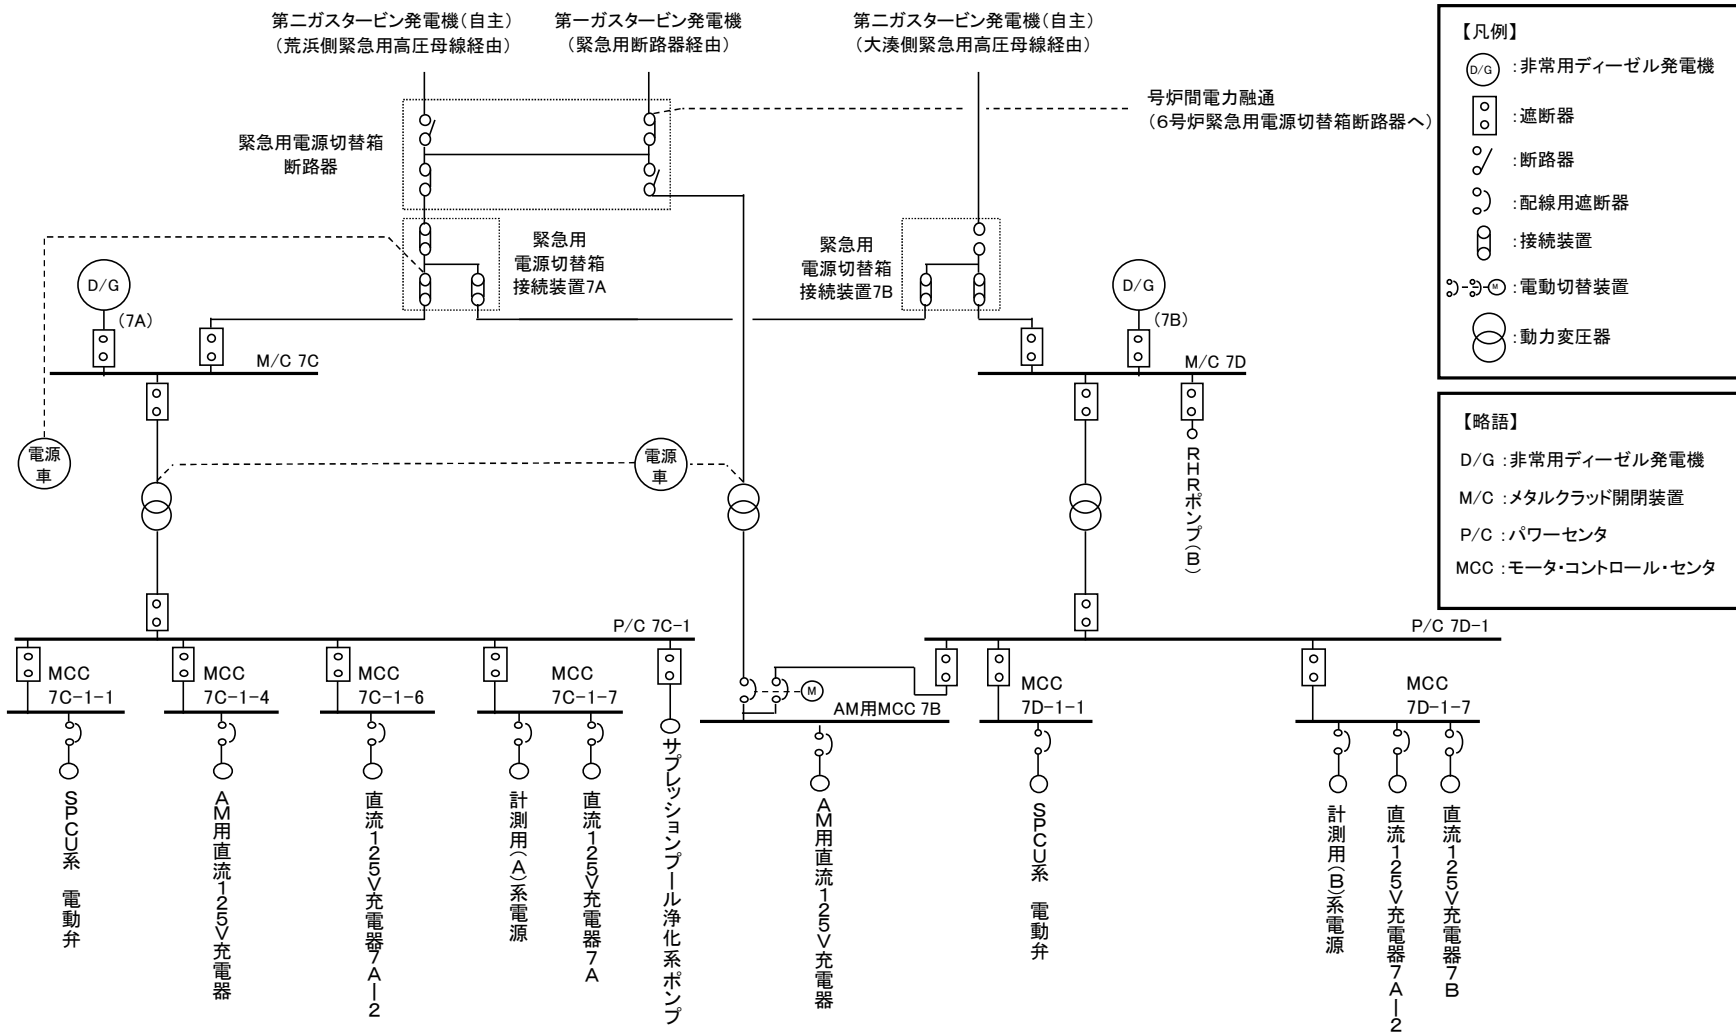 第二ガスタービン発電機(自主)
(荒浜側緊急用高圧母線経由)
第一ガスタービン発電機
(緊急用断路器経由)
第二ガスタービン発電機(自主)
(大湊側緊急用高圧母線経由)
号炉間電力融通
(6号炉緊急用電源切替箱断路器へ)
緊急用電源切替箱
断路器
緊急用
電源切替箱
接続装置7A
緊急用
電源切替箱
接続装置7B
D/G
(7A)
D/G
(7B)
M/C 7C
M/C 7D
電源
車
電源
車
RHRポンプ(B)
P/C 7C-1
P/C 7D-1
MCC
7C-1-1
MCC
7C-1-4
MCC
7C-1-6
MCC
7C-1-7
M
AM用MCC 7B
MCC
7D-1-1
MCC
7D-1-7
SPCU系 電動弁
AM用直流125V充電器
直流125V充電器7A-2
計測用(A)系電源
直流125V充電器7A
サプレッションプール浄化系ポンプ
AM用直流125V充電器
SPCU系 電動弁
計測用(B)系電源
直流125V充電器7A-2
直流125V充電器7B
【凡例】
D/G :非常用ディーゼル発電機
:遮断器
:断路器
:配線用遮断器
:接続装置
M :電動切替装置
:動力変圧器
【略語】
D/G :非常用ディーゼル発電機
M/C :メタルクラッド開閉装置
P/C :パワーセンタ
MCC :モータ・コントロール・センタ